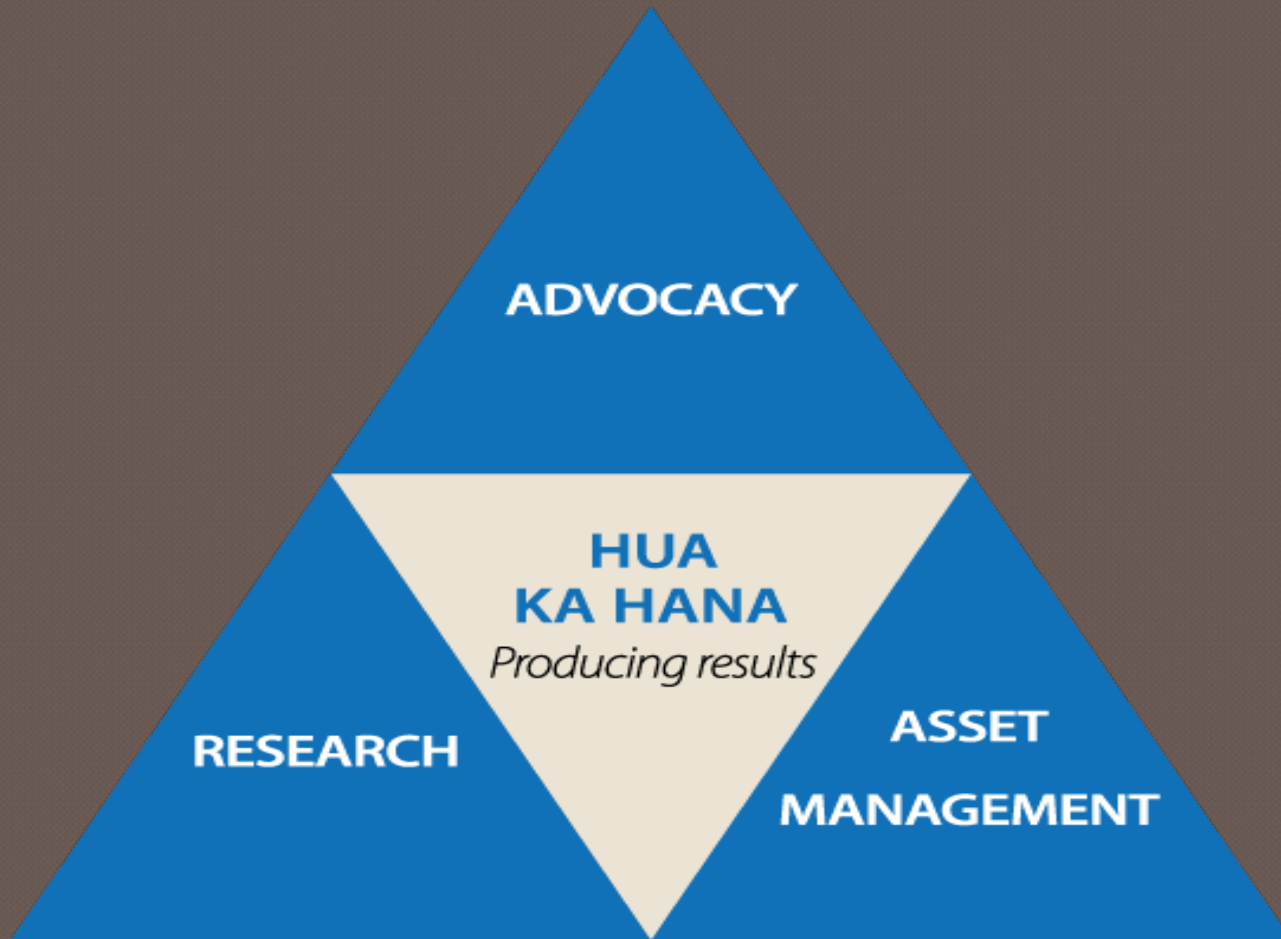 ADVOCACY
HUA
KA HANA
Producing results
RESEARCH
ASSET
MANAGEMENT